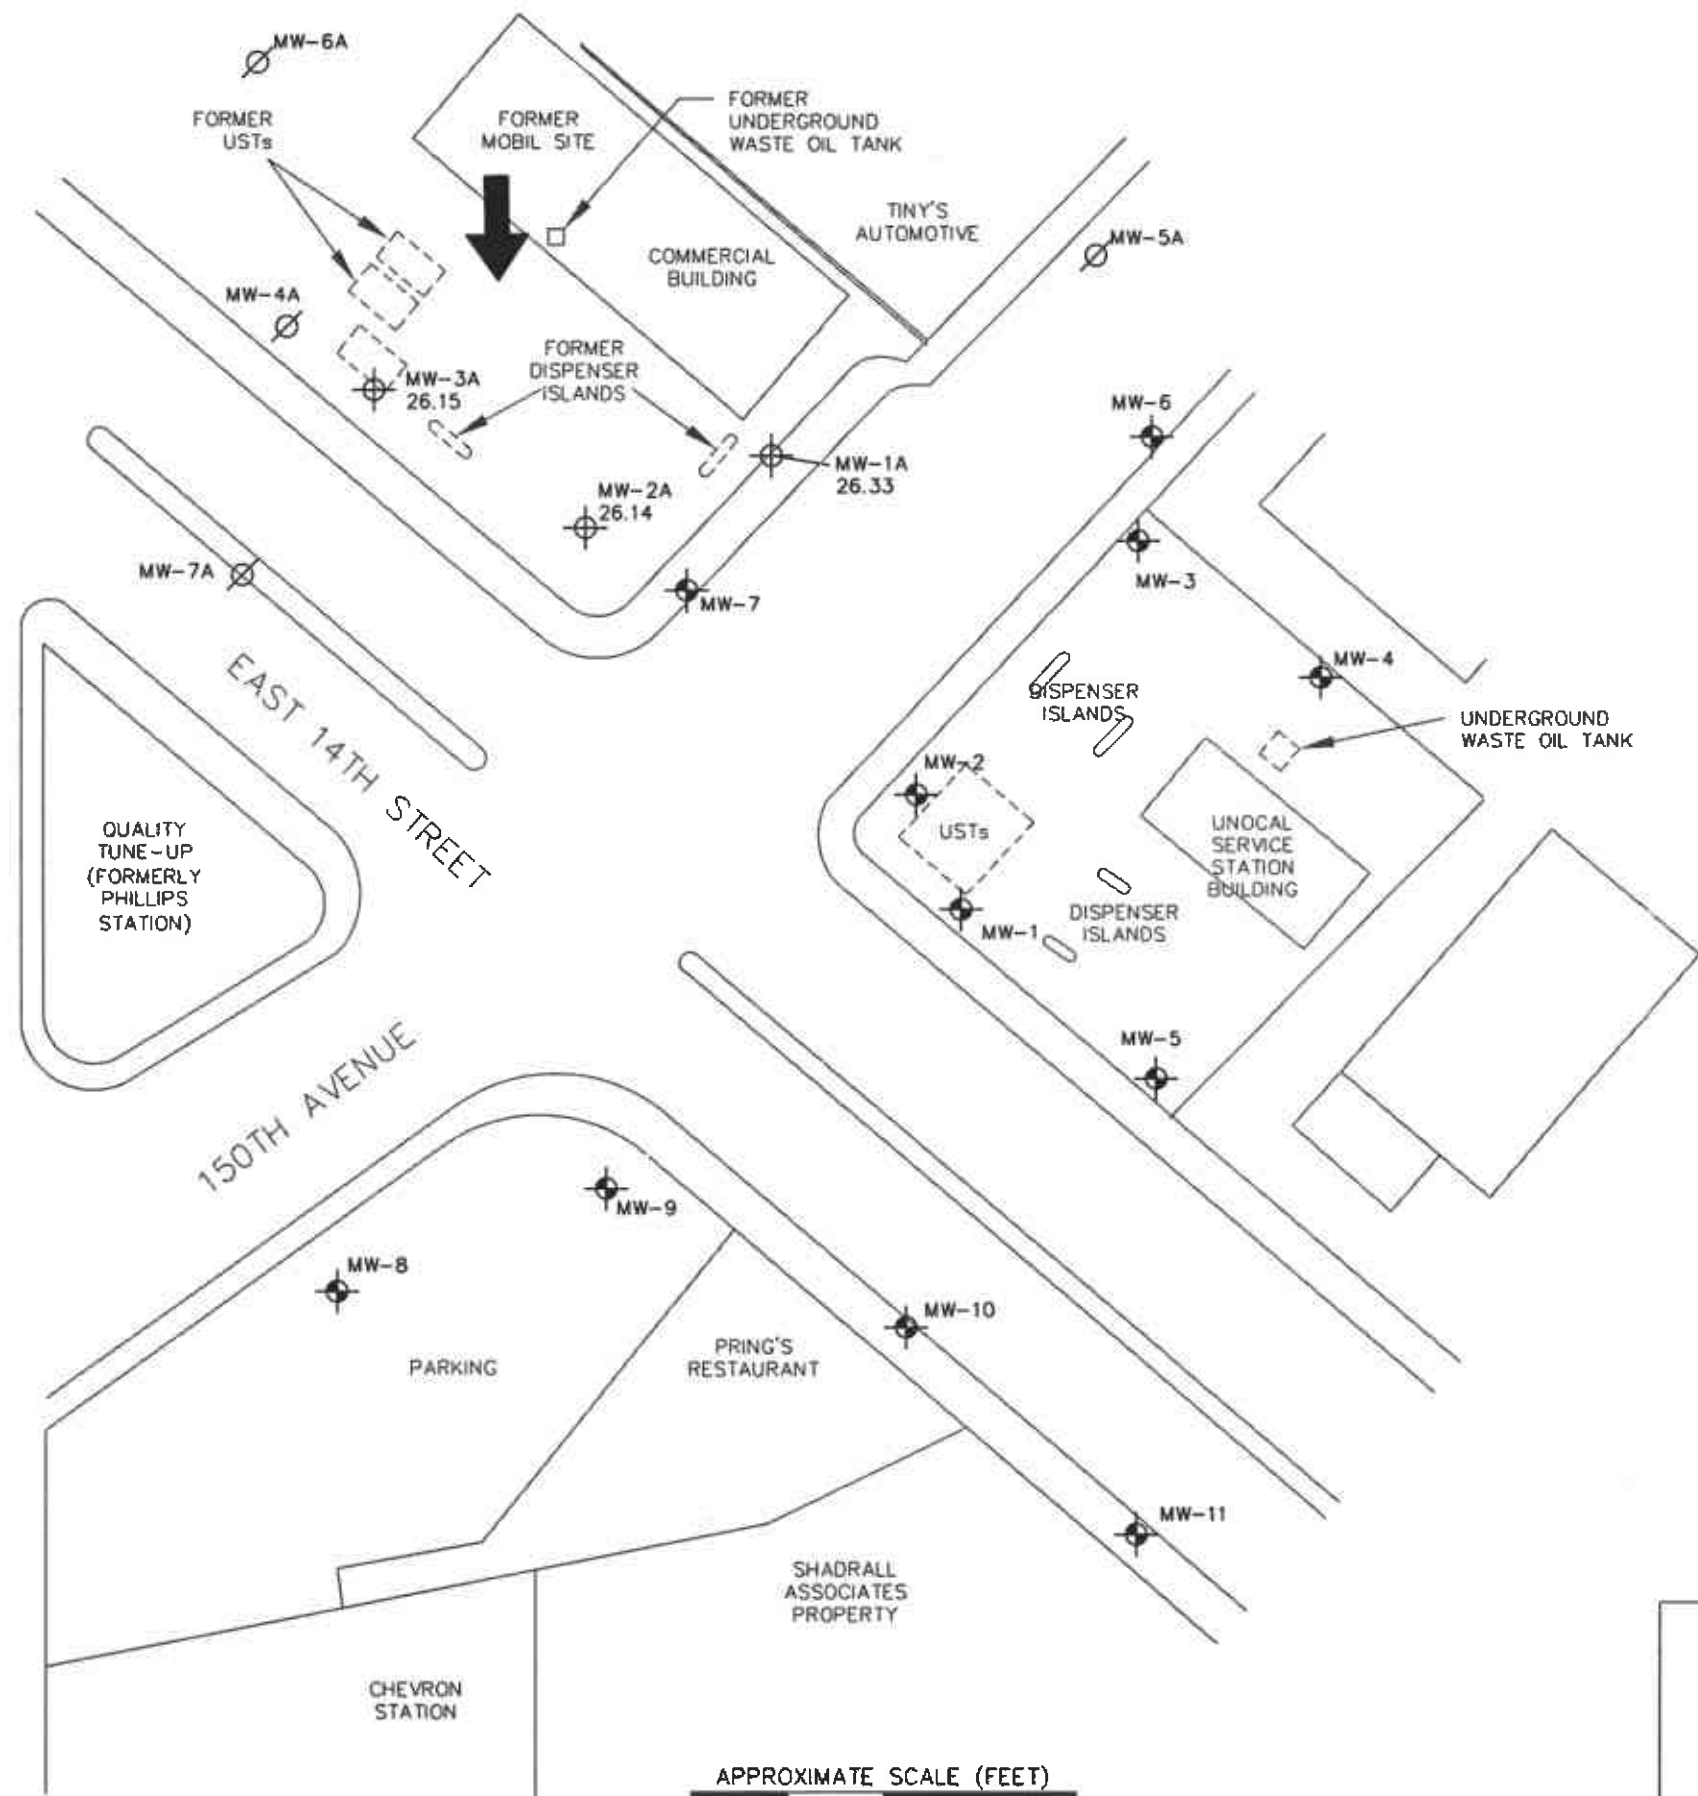 MW-6A
FORMER
USTs
FORMER
MOBIL SITE
FORMER
UNDERGROUND
WASTE OIL TANK
TINY'S
AUTOMOTIVE
COMMERCIAL
BUILDING
MW-5A
MW-4A
FORMER
DISPENSER
ISLANDS
MW-3A
26.15
MW-6
MW-1A
26.33
MW-2A
26.14
MW-7A
MW-3
MW-7
MW-4
DISPENSER
ISLANDS
UNDERGROUND
WASTE OIL TANK
EAST 14TH STREET
MW-2
USTs
UNOCAL
SERVICE
STATION
BUILDING
QUALITY
TUNE-UP
(FORMERLY
PHILLIPS
STATION)
DISPENSER
ISLANDS
MW-1
150TH AVENUE
MW-5
MW-9
MW-8
MW-10
PARKING
PRING'S
RESTAURANT
MW-11
SHADRALL
ASSOCIATES
PROPERTY
CHEVRON
STATION
APPROXIMATE SCALE (FEET)